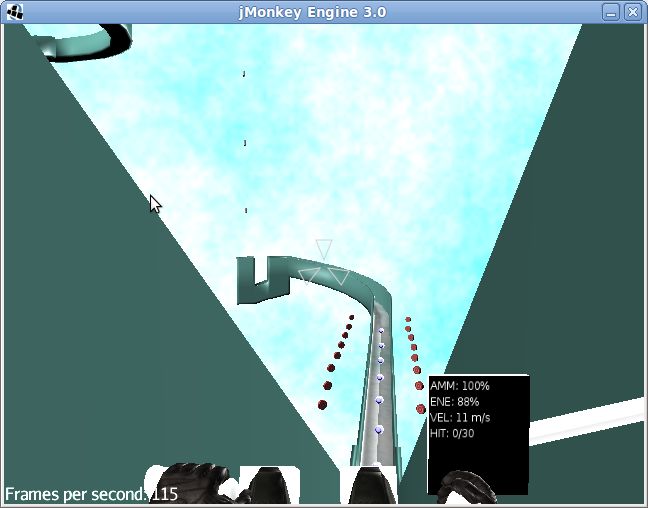 jMonkey Engine 3.0
AMM: 100%
ENE: 88%
VEL: 11 m/s
HIT: 0/30
Frames per second: 115